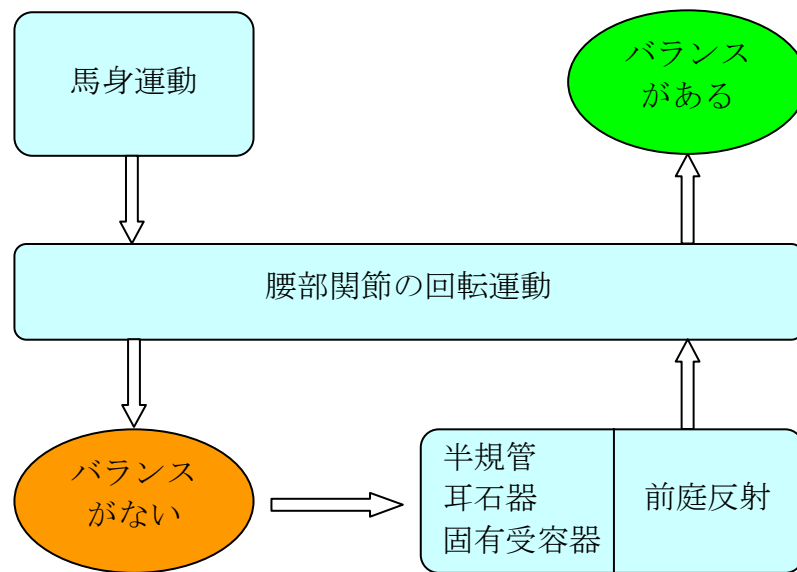 馬身運動
バランス
がある
腰部関節の回転運動
バランス
がない
半規管
耳石器
固有受容器
前庭反射